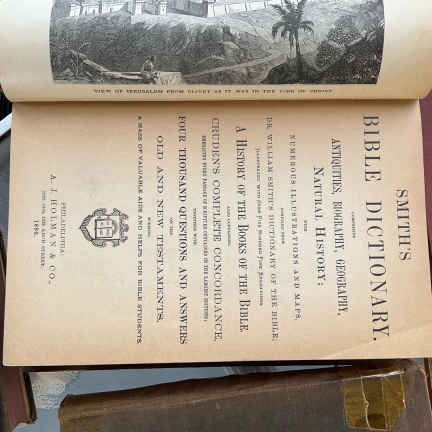 VIEW OF JERUSALEM FROM OLIVET AS IT WAS IN THE TIME OF CHRIST
SMITH'S
BIBLE DICTIONARY.
COMPRISING
ANTIQUITIES, BIOGRAPHY, GEOGRAPHY,
NATURAL HISTORY;
WITH
NUMEROUS ILLUSTRATIONS AND MAPS,
DR. WILLIAM SMITH'S DICTIONARY OF THE BIBLE,
ALSO CONTAINING
A HISTORY OF THE BOOKS OF THE BIBLE.
CRUDEN'S COMPLETE CONCORDANCE,
TOGETHER WITH
FOUR THOUSAND QUESTIONS AND ANSWERS
ON THE
OLD AND NEW TESTAMENTS,
MAKING
A MASS OF VALUABLE AIDS AND HELPS FOR BIBLE STUDENTS.
PHILADELPHIA:
A. J. HOLMAN & CO.,